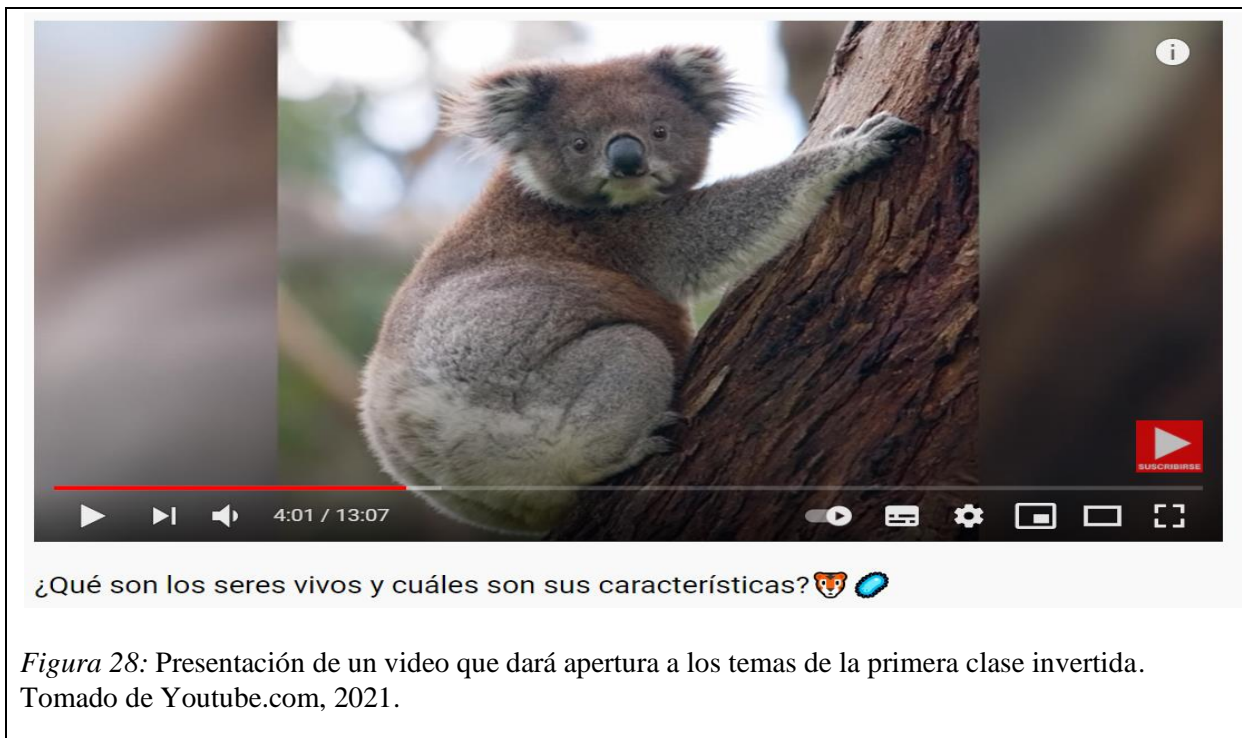 i
SUSCRIBIRSE
4:01 / 13:07
¿Qué son los seres vivos y cuáles son sus características?🐯🦠
Figura 28: Presentación de un video que dará apertura a los temas de la primera clase invertida.
Tomado de Youtube.com, 2021.